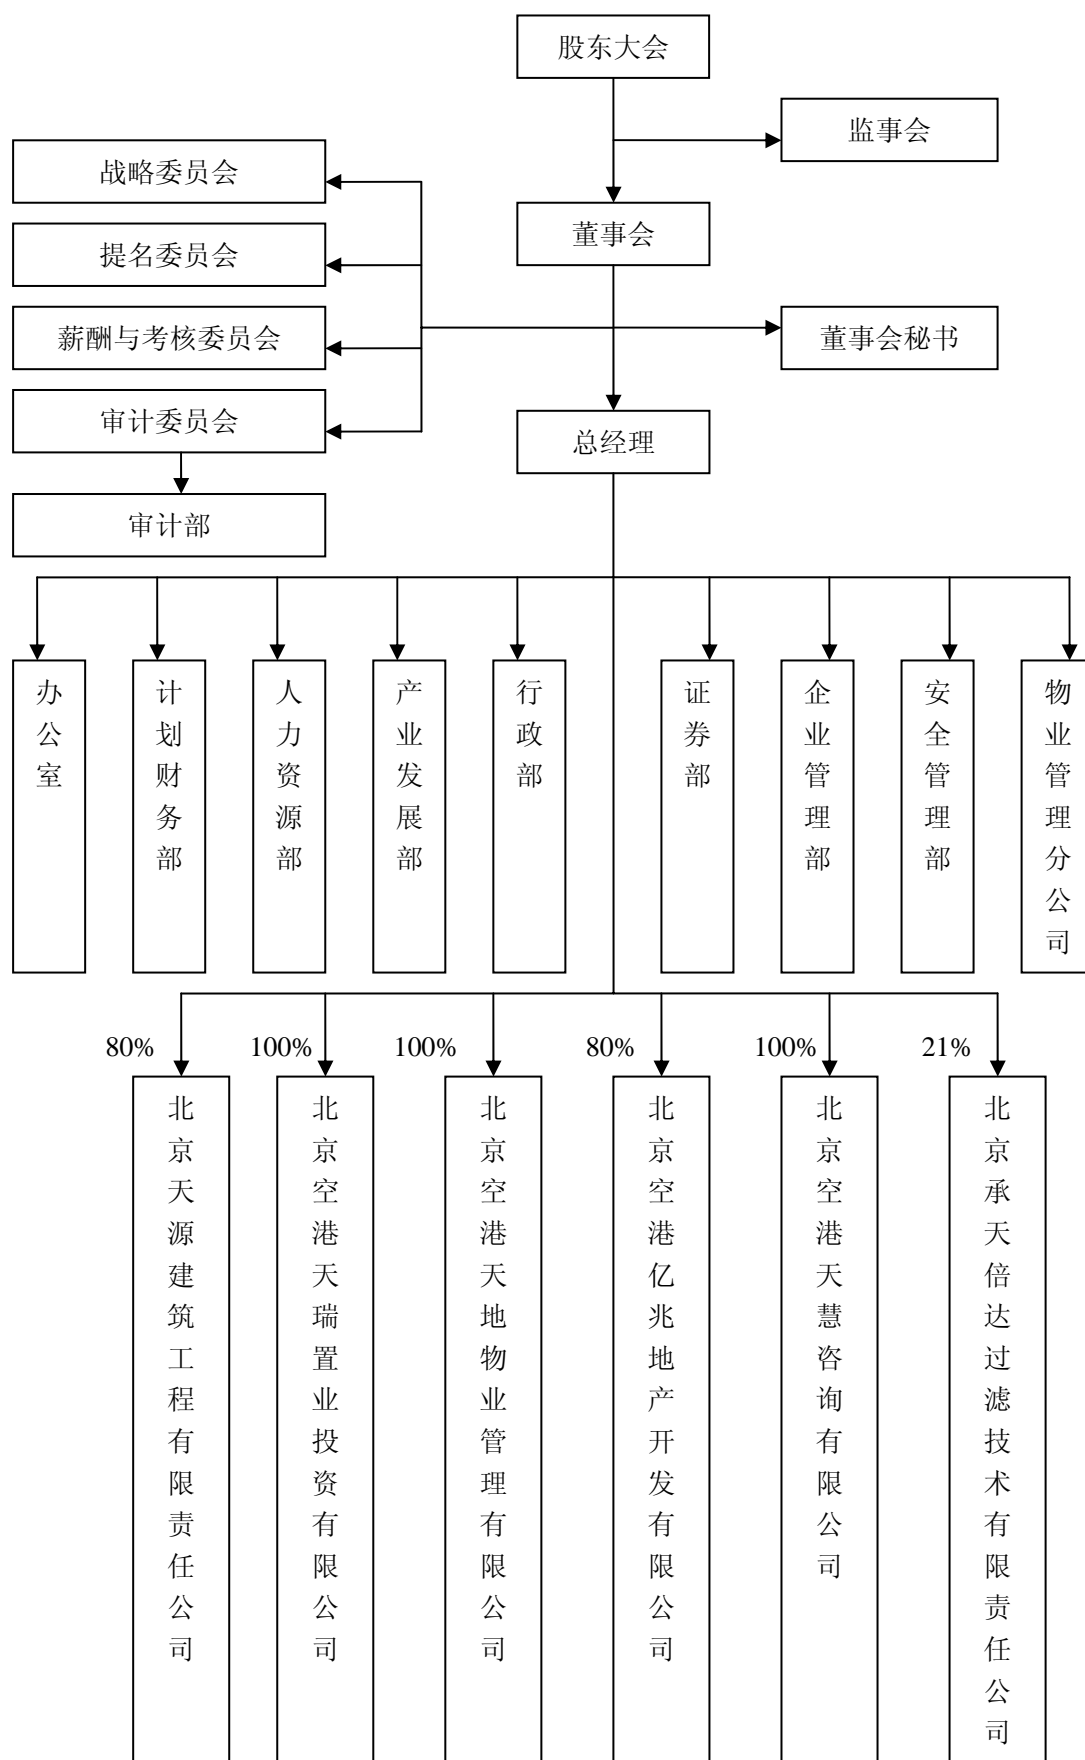 股东大会
监事会
战略委员会
董事会
提名委员会
薪酬与考核委员会
董事会秘书
审计委员会
总经理
审计部
办公室
计划财务部
人力资源部
产业发展部
行政部
证券部
企业管理部
安全管理部
物业管理分公司
80%
100%
100%
80%
100%
21%
北京天源建筑工程有限责任公司
北京空港天瑞置业投资有限公司
北京空港天地物业管理有限公司
北京空港亿兆地产开发有限公司
北京空港天慧咨询有限公司
北京承天倍达过滤技术有限责任公司